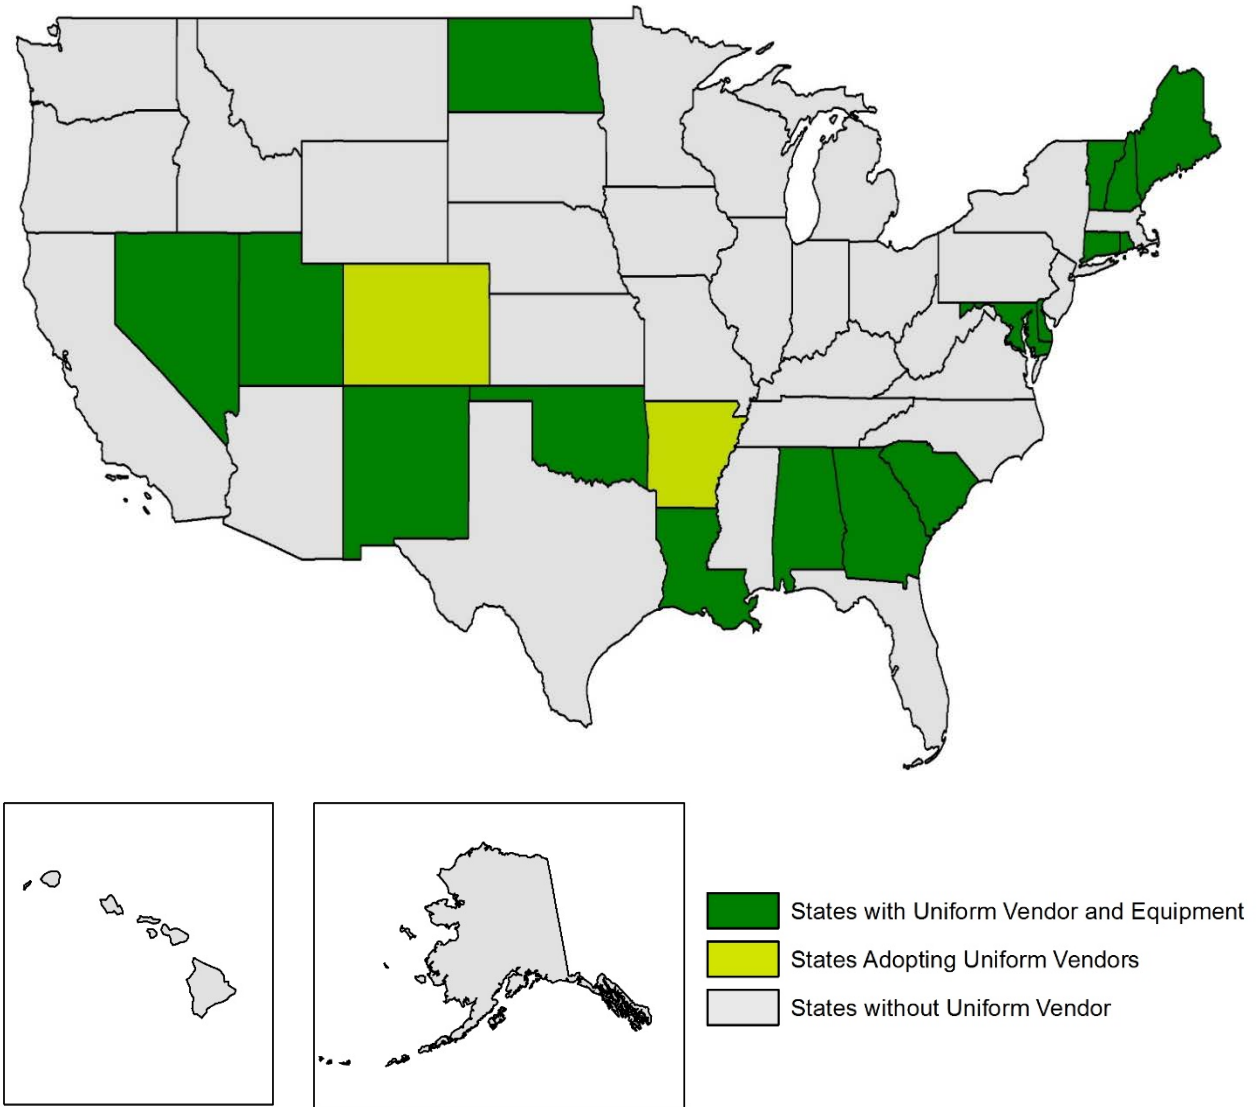 States with Uniform Vendor and Equipment
States Adopting Uniform Vendors
States without Uniform Vendor